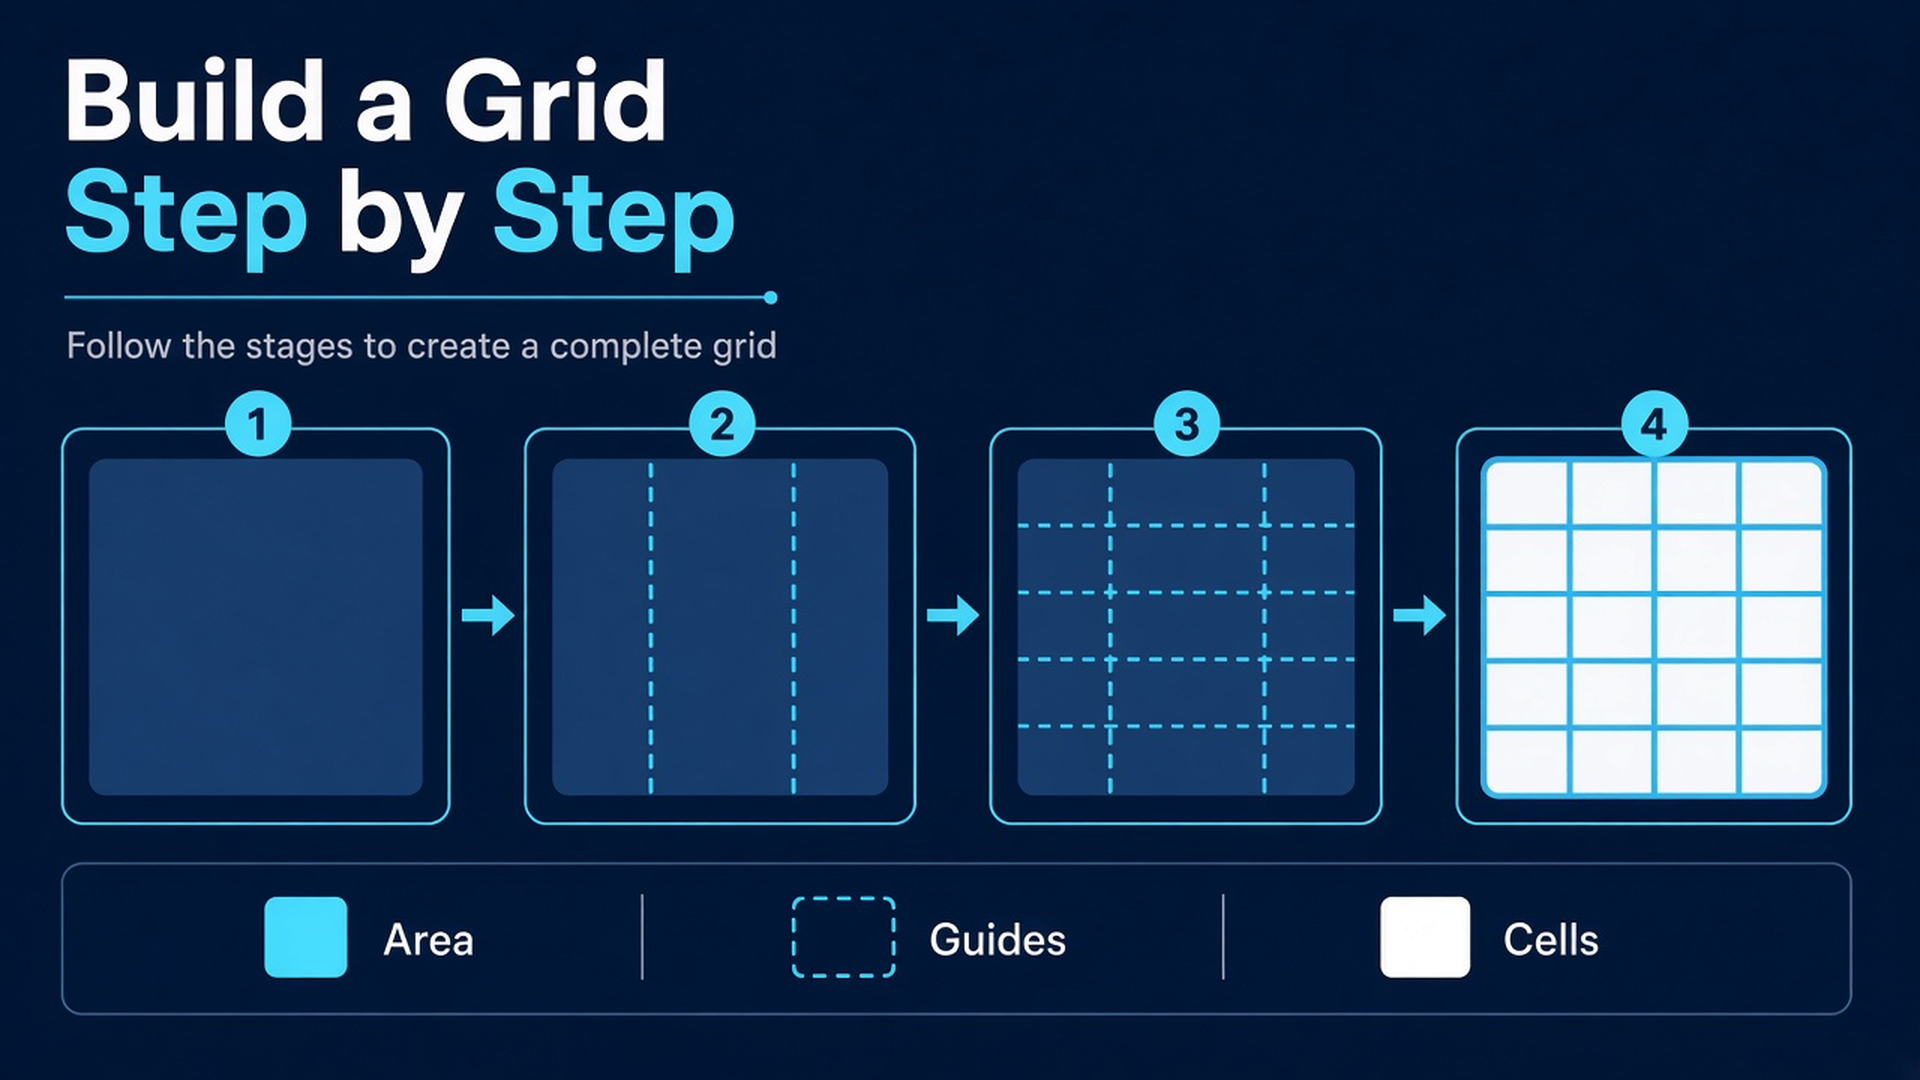 Build a Grid
Step by Step
Follow the stages to create a complete grid
1
2
3
4
Area
Guides
Cells